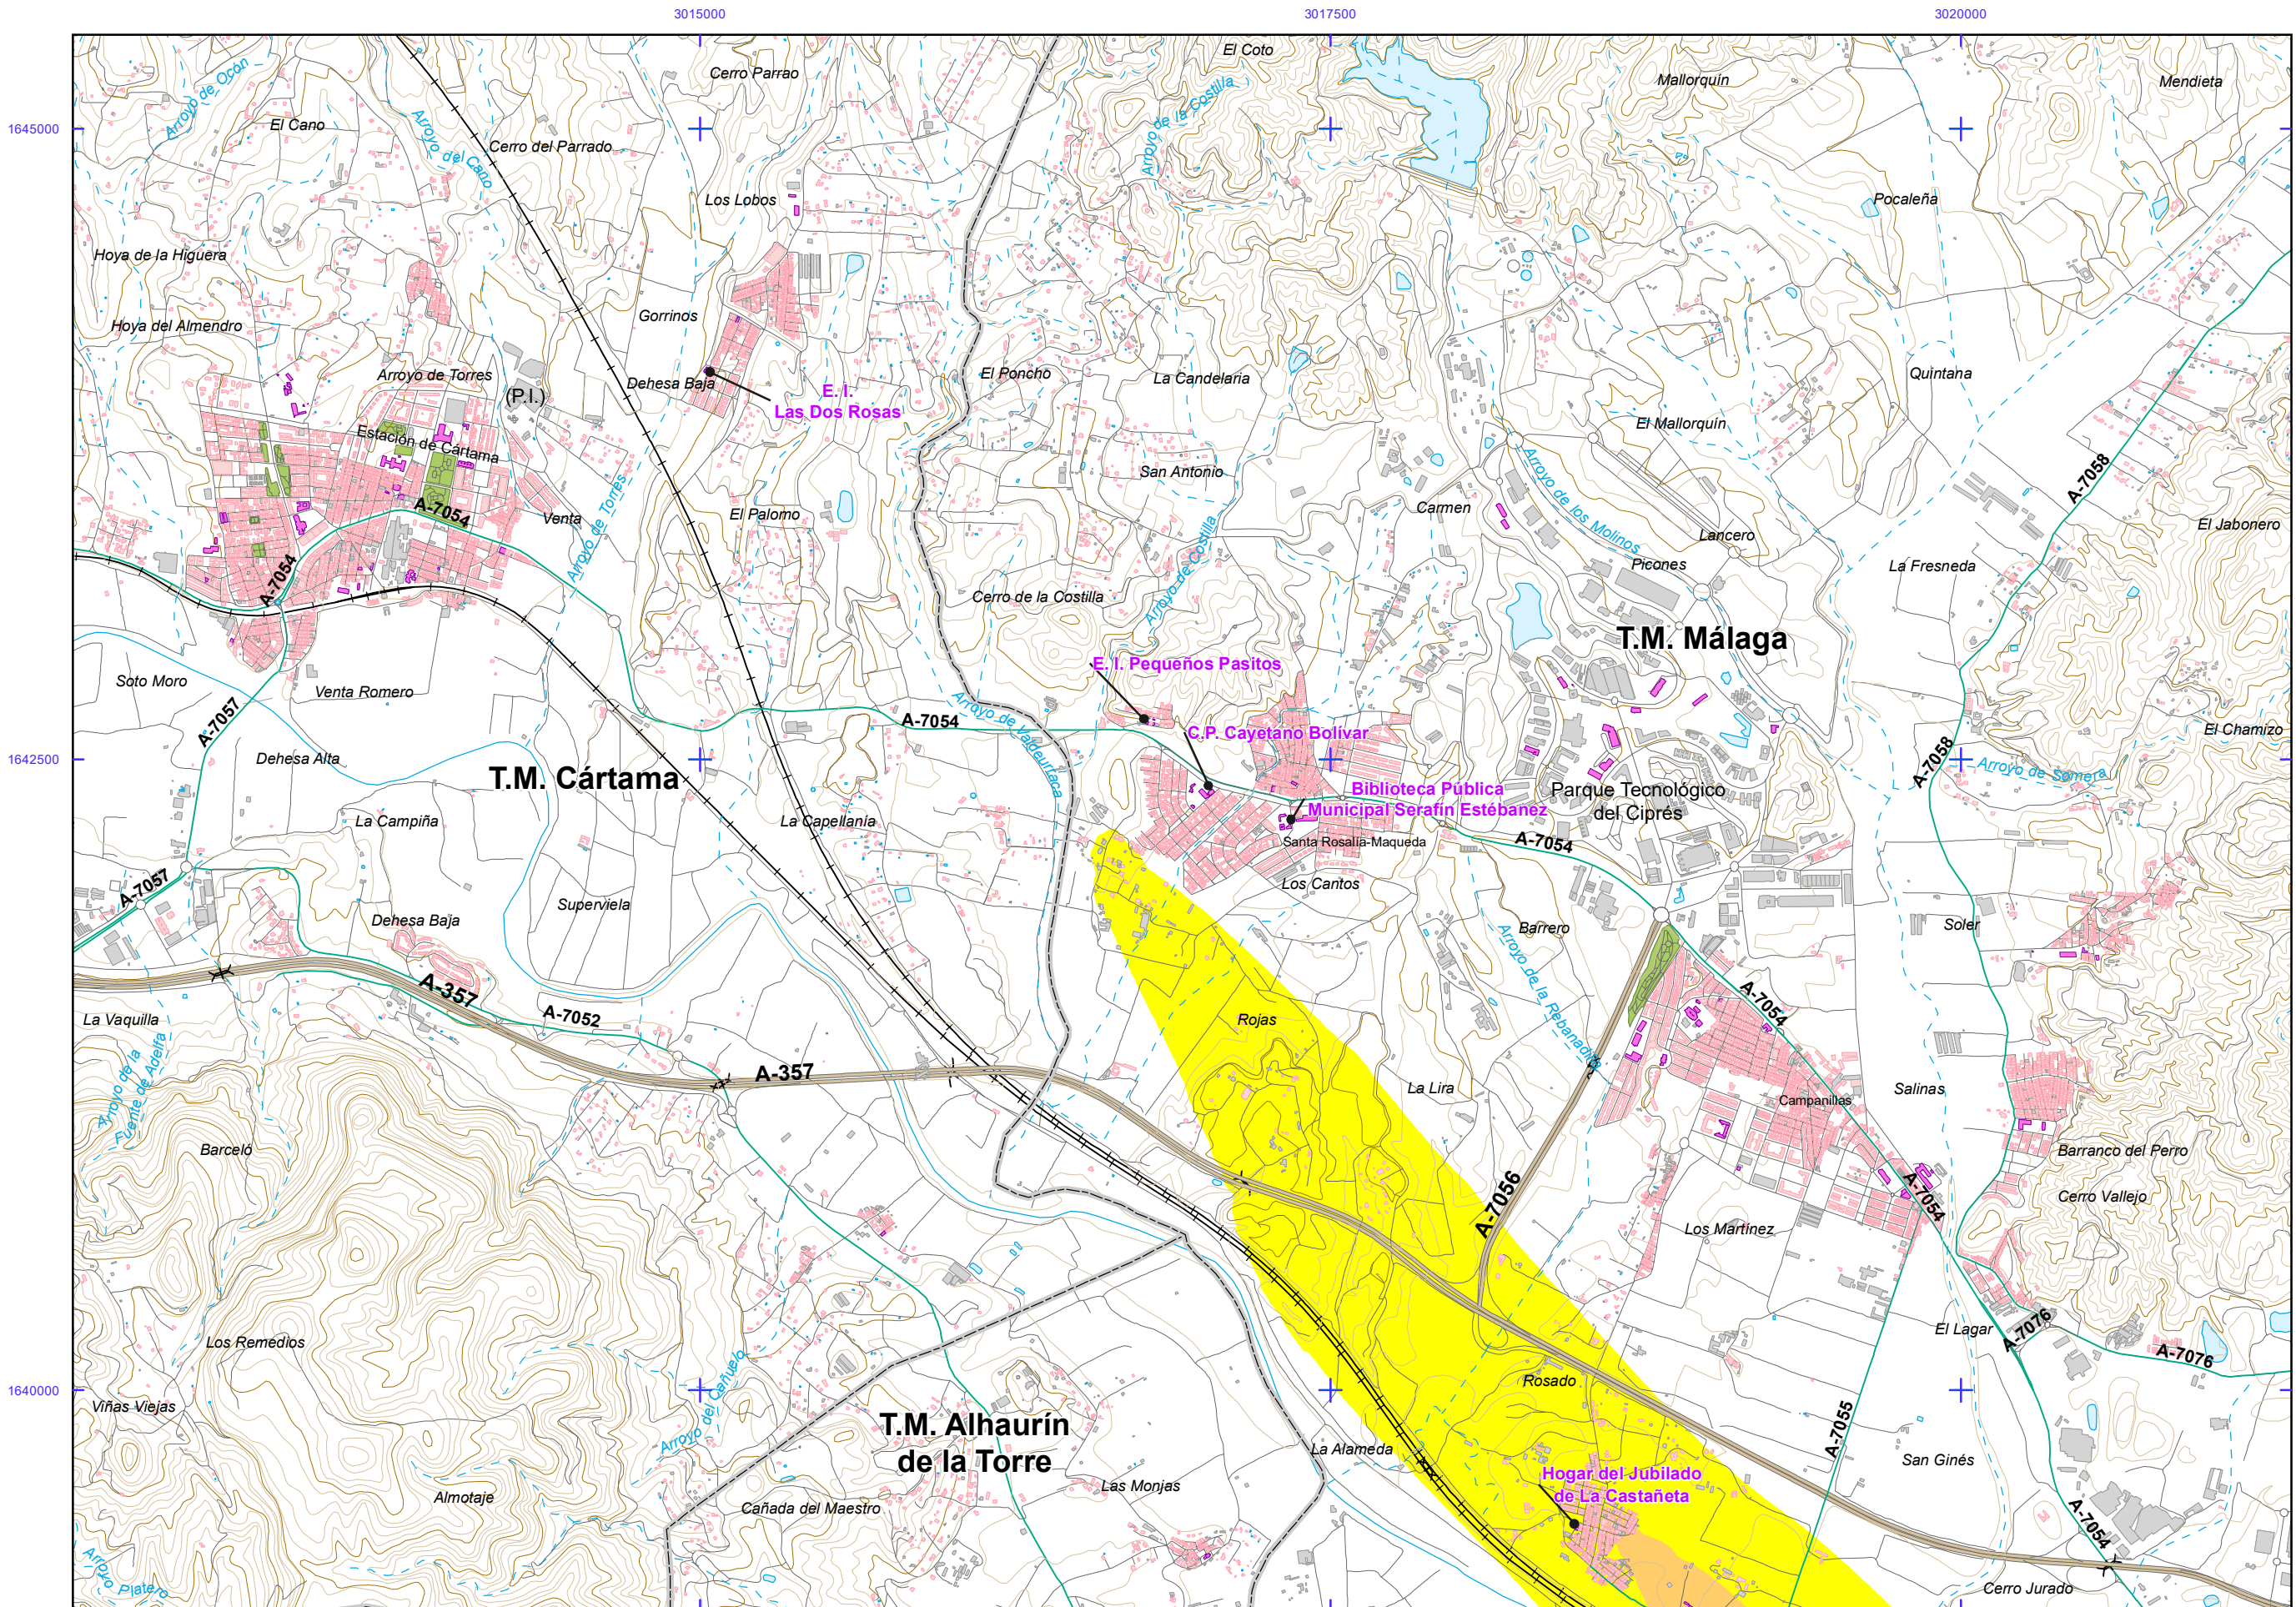 3015000
3017500
3020000
El Coto
Cerro Parrao
Arroyo de Ocón
Mallorquín
Mendieta
Arroyo de la Costilla
1645000
El Cano
Arroyo del Cano
Cerro del Parrado
Los Lobos
Pocaleña
Hoya de la Higuera
Gorrinos
Hoya del Almendro
Arroyo de Torres
(P.I.)
Dehesa Baja
E. I.
Las Dos Rosas
El Poncho
La Candelaria
Quintana
El Mallorquín
Estación de Cártama
San Antonio
Arroyo de los Molinos
A-7058
A-7054
Venta
Arroyo de Torres
El Palomo
Carmen
El Jabonero
Lancero
Picones
La Fresneda
A-7054
Arroyo de Costilla
Cerro de la Costilla
T.M. Málaga
E. I. Pequeños Pasitos
Soto Moro
Venta Romero
A-7057
Arroyo de Valdeurraca
A-7054
C.P. Cayetano Bolívar
El Chamizo
1642500
Dehesa Alta
T.M. Cártama
A-7058
Arroyo de Somera
Biblioteca Pública
Municipal Serafín Estébanez
Parque Tecnológico
del Ciprés
La Campiña
La Capellanía
Santa Rosalía-Maqueda
A-7054
A-7057
Los Cantos
Superviela
Dehesa Baja
Barrero
Soler
Arroyo de la Rebanadilla
A-357
A-7052
A-7054
La Vaquilla
Rojas
Arroyo de la
Fuente de Adelfa
A-357
La Lira
Salinas
Campanillas
Barceló
Barranco del Perro
A-7056
A-7054
Cerro Vallejo
Los Martínez
Los Remedios
El Lagar
A-7076
A-7076
Arroyo del Cañuelo
1640000
Rosado
Viñas Viejas
T.M. Alhaurín
de la Torre
A-7055
La Alameda
San Ginés
Hogar del Jubilado
de La Castañeta
Almotaje
Las Monjas
Cañada del Maestro
A-7054
Arroyo Platero
Cerro Jurado